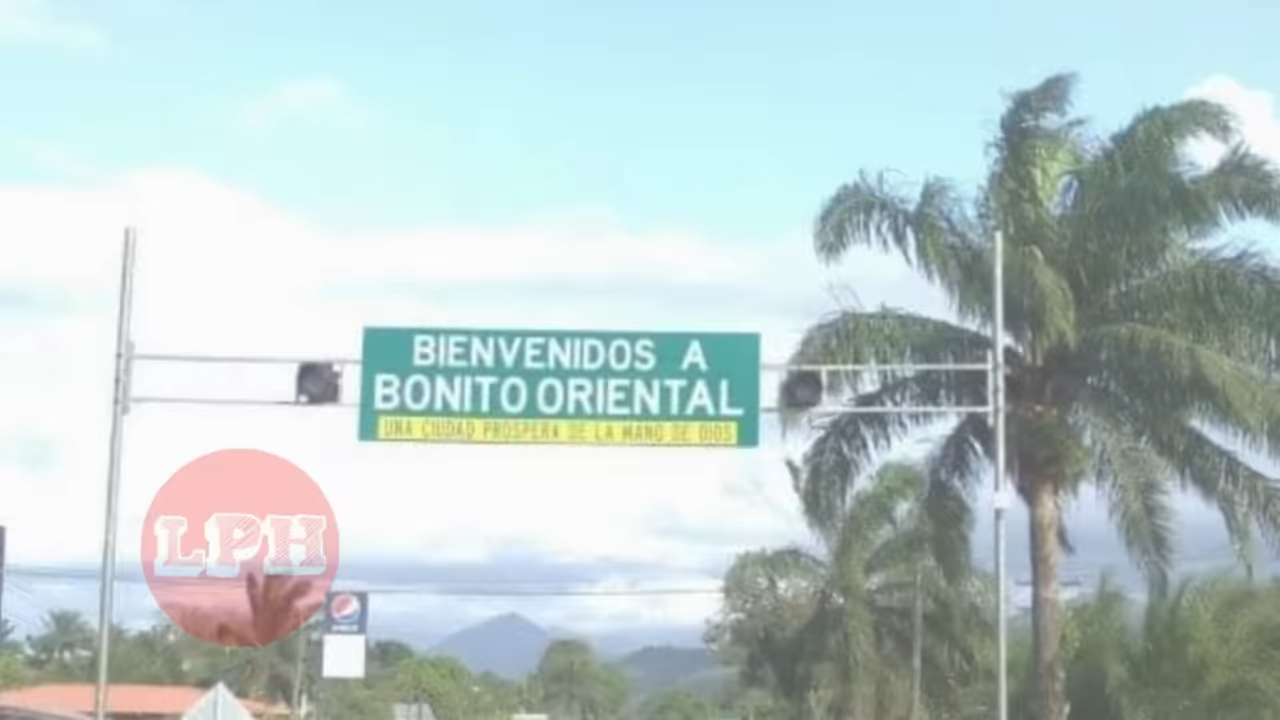 BIENVENIDOS A
BONITO ORIENTAL
UNA CIUDAD PROSPERA DE LA MANO DE DIOS
LPH